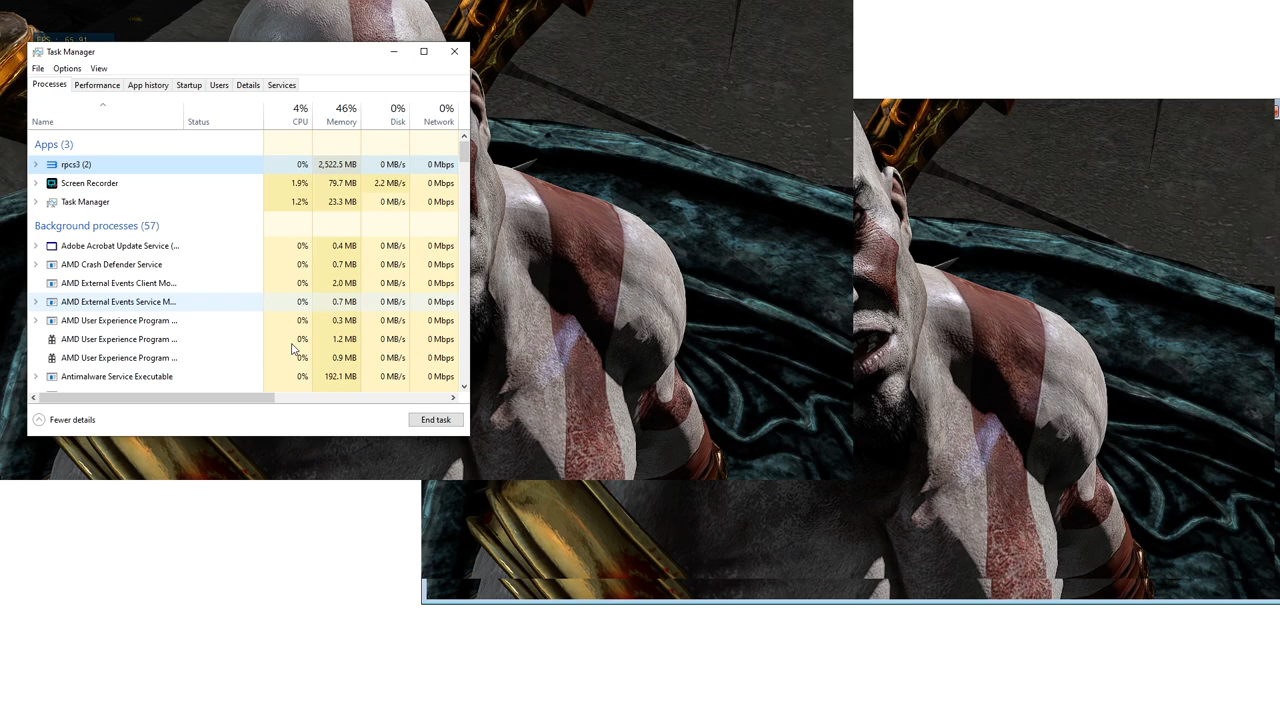 FPS : 65.91
Task Manager
File Options View
Processes Performance App history Startup Users Details Services
4% 46% 0% 0%
Name Status CPU Memory Disk Network
Apps (3)
rpcs3 (2) 0% 2,522.5 MB 0 MB/s 0 Mbps
Screen Recorder 1.9% 79.7 MB 2.2 MB/s 0 Mbps
Task Manager 1.2% 23.3 MB 0 MB/s 0 Mbps
Background processes (57)
Adobe Acrobat Update Service (... 0% 0.4 MB 0 MB/s 0 Mbps
AMD Crash Defender Service 0% 0.7 MB 0 MB/s 0 Mbps
AMD External Events Client Mo... 0% 2.0 MB 0 MB/s 0 Mbps
AMD External Events Service M... 0% 0.7 MB 0 MB/s 0 Mbps
AMD User Experience Program ... 0% 0.3 MB 0 MB/s 0 Mbps
AMD User Experience Program ... 0% 1.2 MB 0 MB/s 0 Mbps
AMD User Experience Program ... 0% 0.9 MB 0 MB/s 0 Mbps
Antimalware Service Executable 0% 192.1 MB 0 MB/s 0 Mbps
Fewer details End task